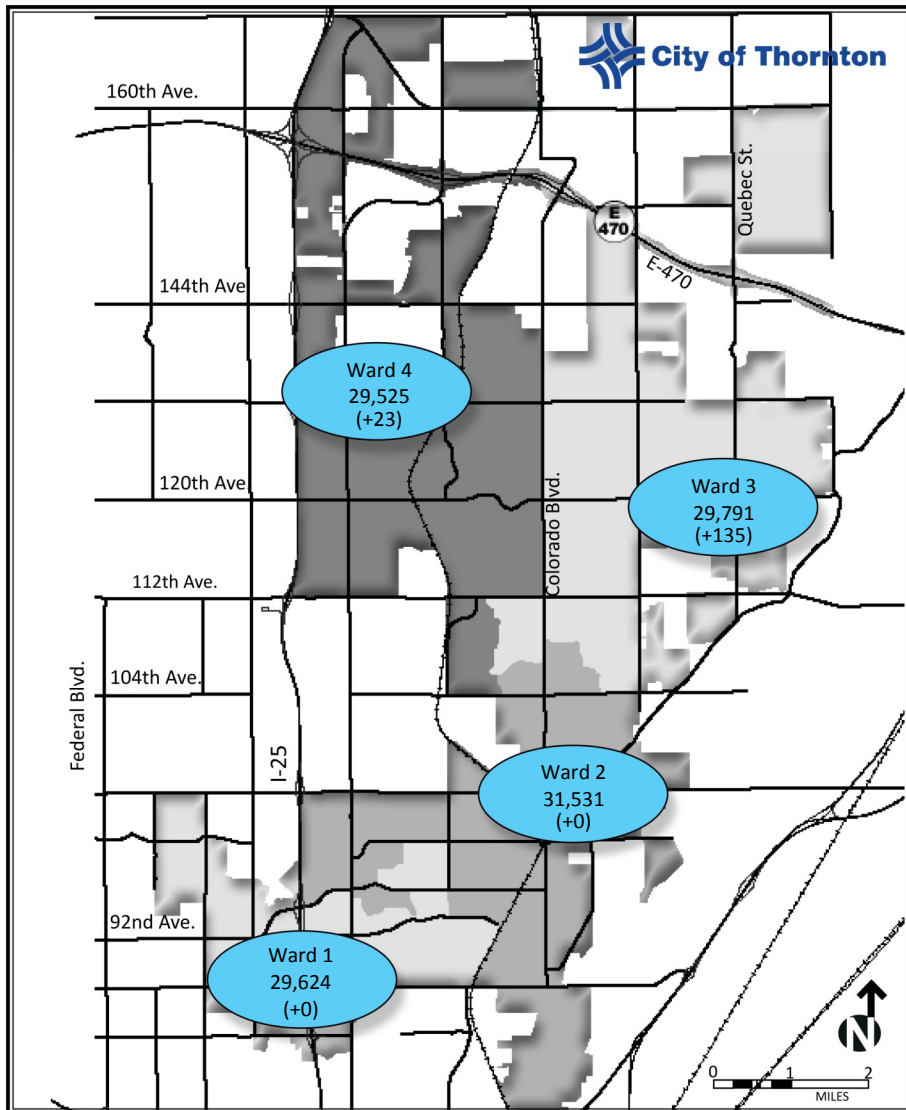 City of Thornton
160th Ave.
Quebec St.
E
470
E-470
144th Ave
Ward 4
29,525
(+23)
120th Ave
Colorado Blvd.
Ward 3
29,791
(+135)
112th Ave.
Federal Blvd.
104th Ave.
I-25
Ward 2
31,531
(+0)
92nd Ave.
Ward 1
29,624
(+0)
N
0 1 2
MILES